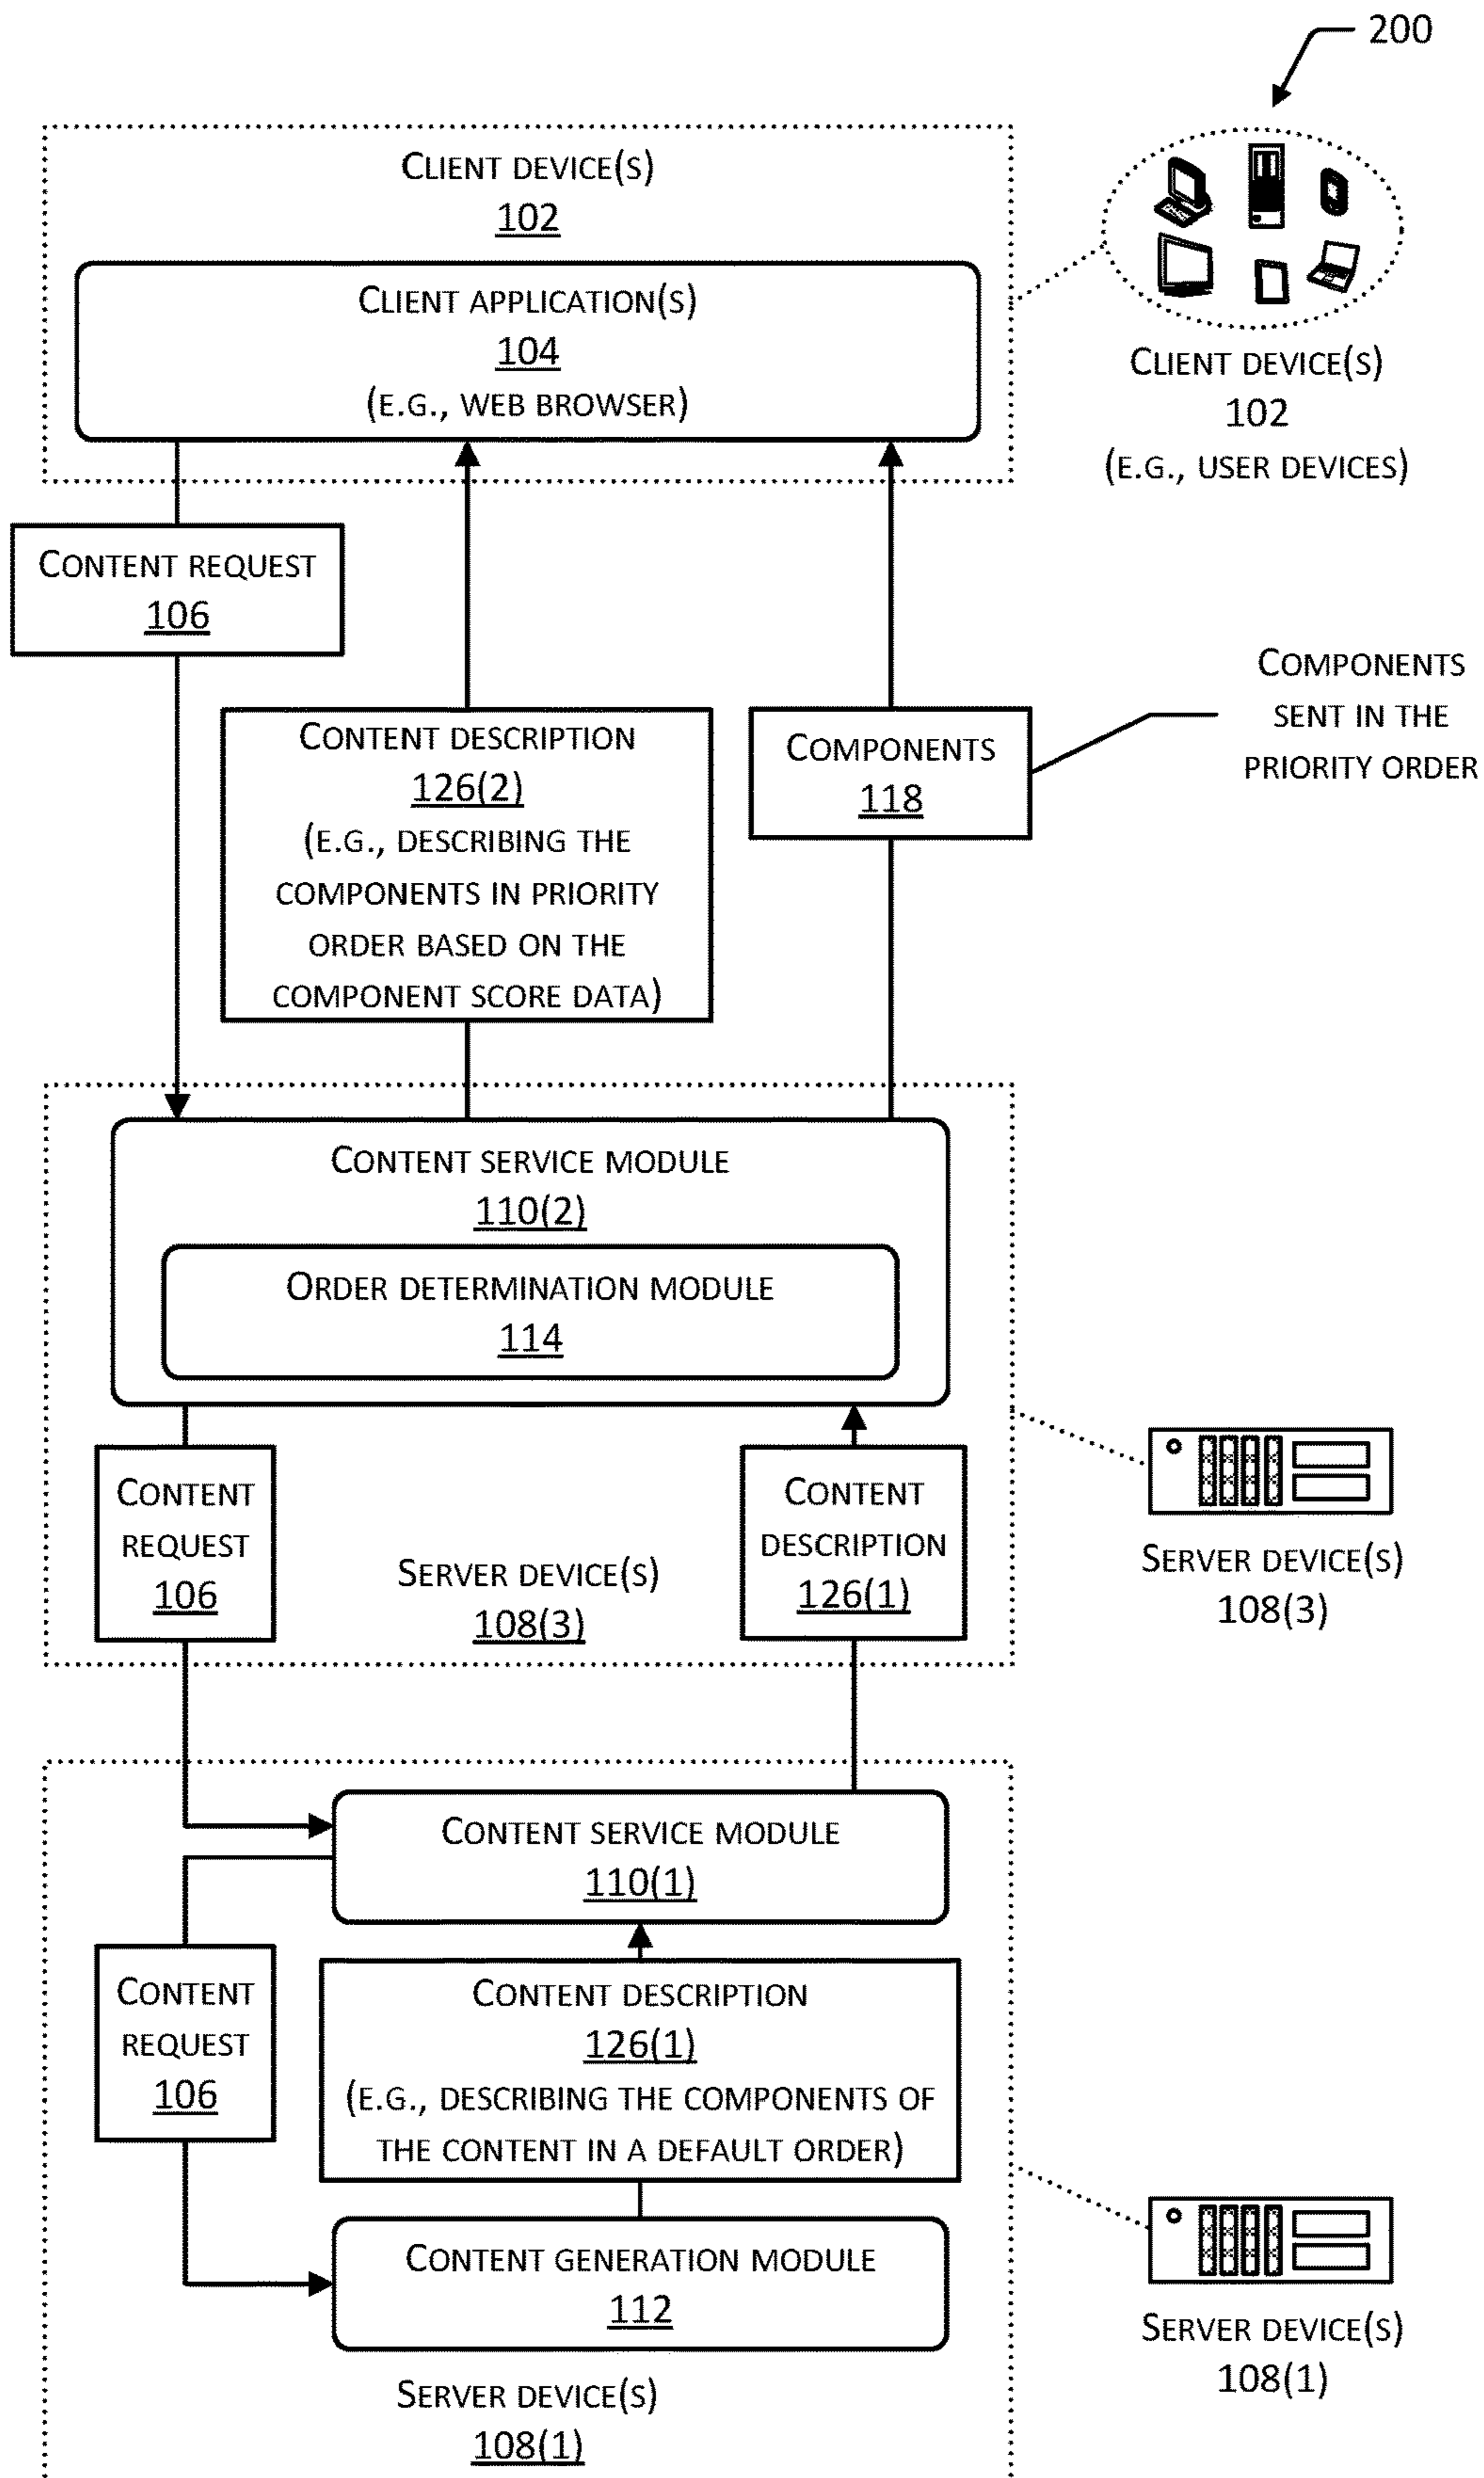 200
CLIENT DEVICE(S)
102
CLIENT APPLICATION(S)
104
(E.G., WEB BROWSER)
CLIENT DEVICE(S)
102
(E.G., USER DEVICES)
CONTENT REQUEST
106
CONTENT DESCRIPTION
126(2)
(E.G., DESCRIBING THE
COMPONENTS IN PRIORITY
ORDER BASED ON THE
COMPONENT SCORE DATA)
COMPONENTS
118
COMPONENTS
SENT IN THE
PRIORITY ORDER
CONTENT SERVICE MODULE
110(2)
ORDER DETERMINATION MODULE
114
CONTENT
REQUEST
106
SERVER DEVICE(S)
108(3)
CONTENT
DESCRIPTION
126(1)
SERVER DEVICE(S)
108(3)
CONTENT SERVICE MODULE
110(1)
CONTENT
REQUEST
106
CONTENT DESCRIPTION
126(1)
(E.G., DESCRIBING THE COMPONENTS OF
THE CONTENT IN A DEFAULT ORDER)
CONTENT GENERATION MODULE
112
SERVER DEVICE(S)
108(1)
SERVER DEVICE(S)
108(1)